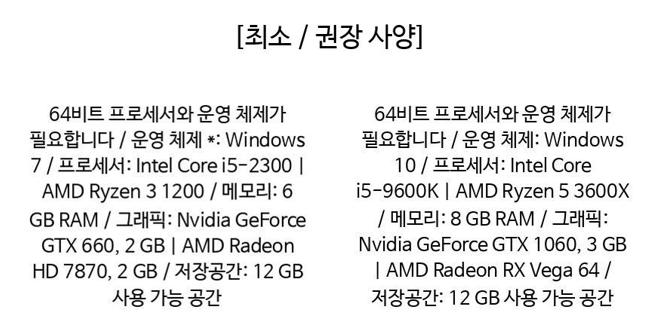 [최소 / 권장 사양]
64비트 프로세서와 운영 체제가
필요합니다 / 운영 체제 *: Windows
7 / 프로세서: Intel Core i5-2300 |
AMD Ryzen 3 1200 / 메모리: 6
GB RAM / 그래픽: Nvidia GeForce
GTX 660, 2 GB | AMD Radeon
HD 7870, 2 GB / 저장공간: 12 GB
사용 가능 공간
64비트 프로세서와 운영 체제가
필요합니다 / 운영 체제: Windows
10 / 프로세서: Intel Core
i5-9600K | AMD Ryzen 5 3600X
/ 메모리: 8 GB RAM / 그래픽:
Nvidia GeForce GTX 1060, 3 GB
| AMD Radeon RX Vega 64 /
저장공간: 12 GB 사용 가능 공간